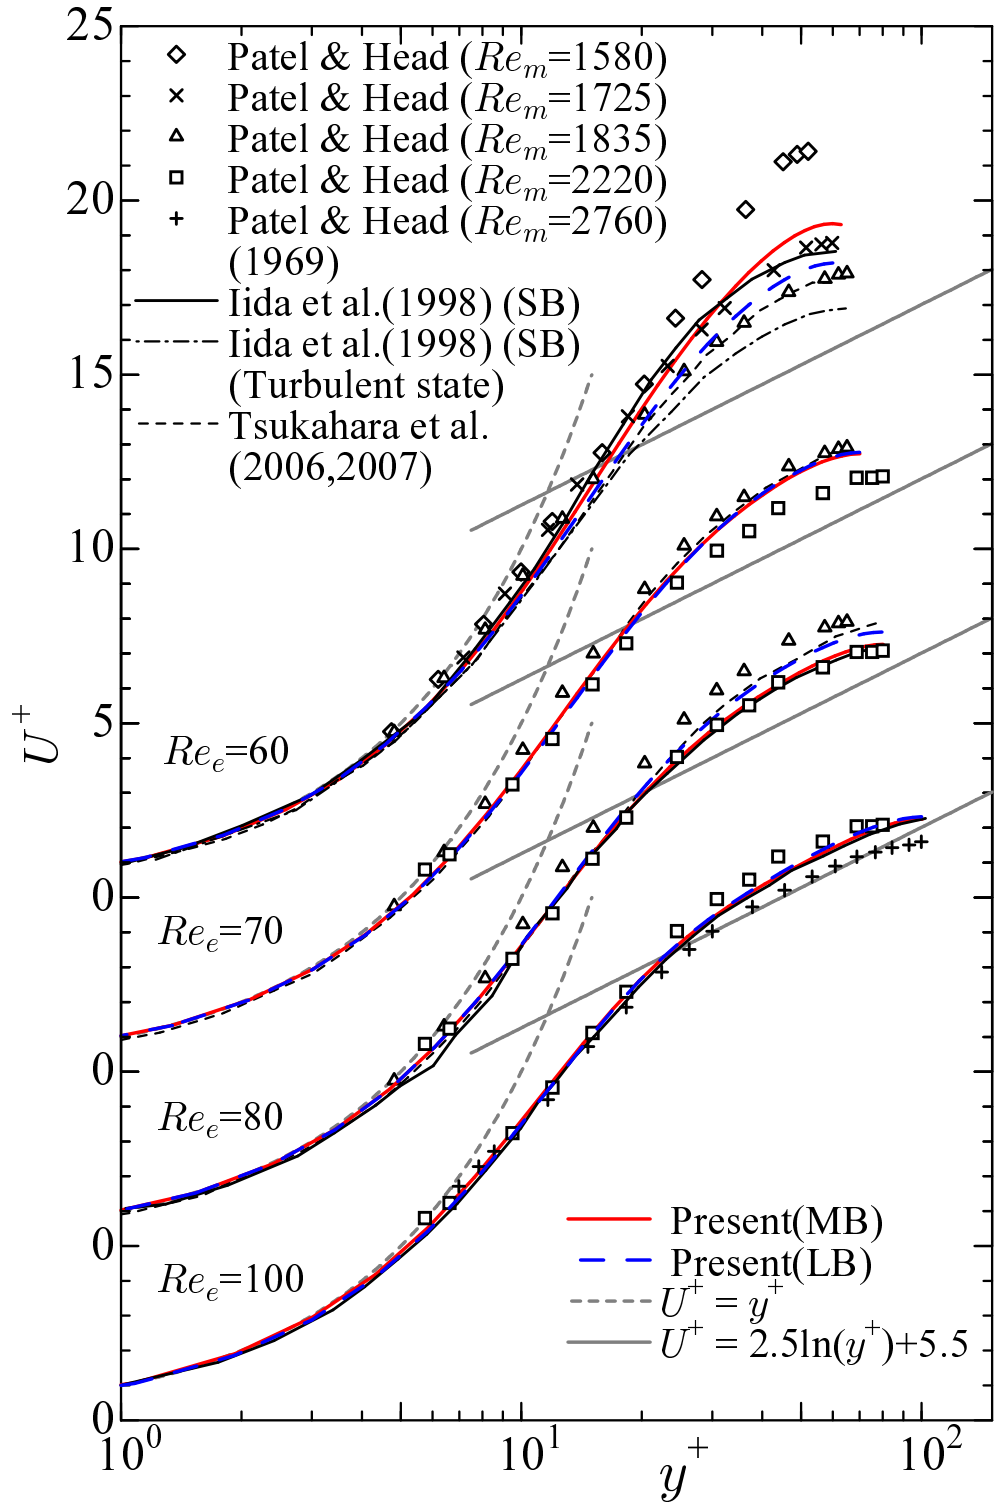 25
Patel & Head (Re_m=1580)
Patel & Head (Re_m=1725)
Patel & Head (Re_m=1835)
20
Patel & Head (Re_m=2220)
Patel & Head (Re_m=2760)
(1969)
Iida et al.(1998) (SB)
Iida et al.(1998) (SB)
15
(Turbulent state)
Tsukahara et al.
(2006,2007)
10
5
U^+
Re_e=60
0
Re_e=70
0
Re_e=80
0
Re_e=100
Present(MB)
Present(LB)
U^+ = y^+
U^+ = 2.5ln(y^+)+5.5
0
10^0
10^1
y^+
10^2